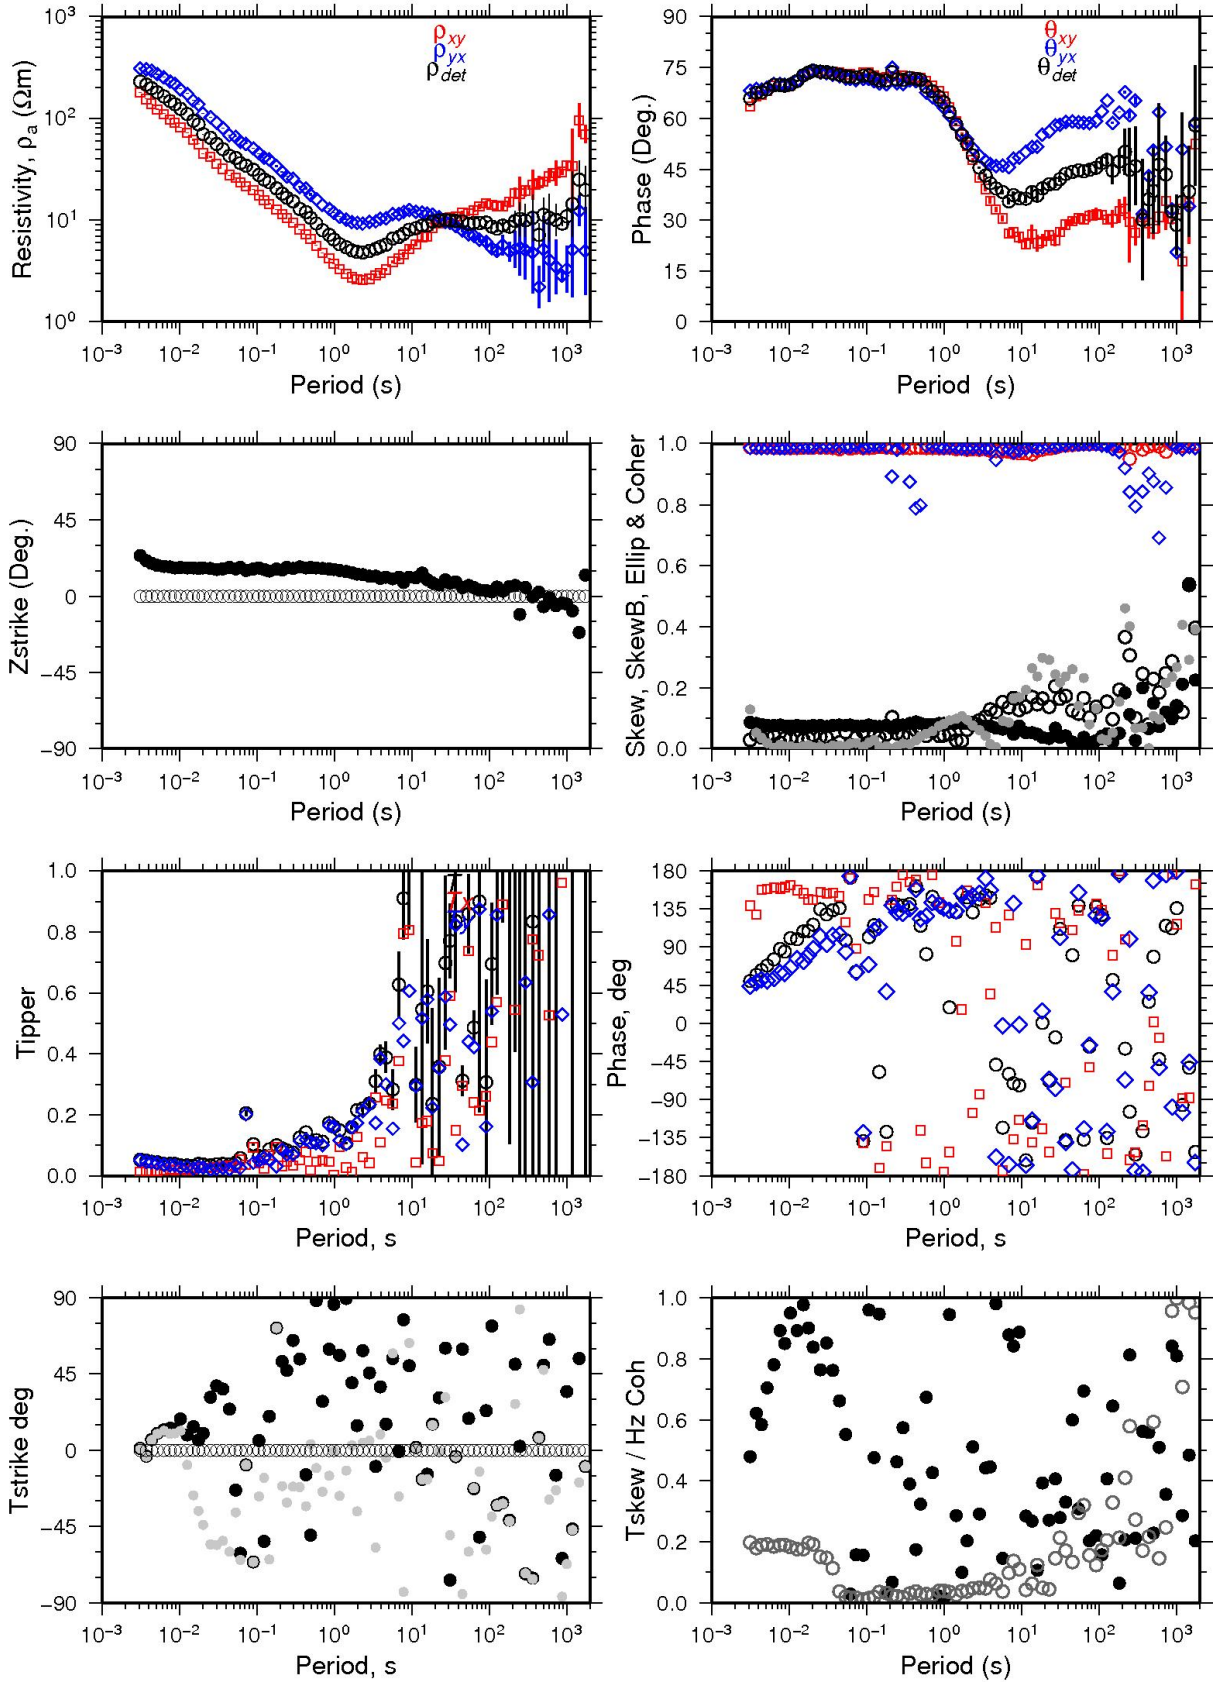 10³
10²
10¹
10⁰
Resistivity, ρa (Ωm)
ρxy
ρyx
ρdet
10⁻³ 10⁻² 10⁻¹ 10⁰ 10¹ 10² 10³
Period (s)
90
75
60
45
30
15
0
Phase (Deg.)
θxy
θyx
θdet
10⁻³ 10⁻² 10⁻¹ 10⁰ 10¹ 10² 10³
Period (s)
90
45
0
−45
−90
Zstrike (Deg.)
10⁻³ 10⁻² 10⁻¹ 10⁰ 10¹ 10² 10³
Period (s)
1.0
0.8
0.6
0.4
0.2
0.0
Skew, SkewB, Ellip & Coher
10⁻³ 10⁻² 10⁻¹ 10⁰ 10¹ 10² 10³
Period (s)
1.0
0.8
0.6
0.4
0.2
0.0
Tipper
10⁻³ 10⁻² 10⁻¹ 10⁰ 10¹ 10² 10³
Period, s
180
135
90
45
0
−45
−90
−135
−180
Phase, deg
10⁻³ 10⁻² 10⁻¹ 10⁰ 10¹ 10² 10³
Period, s
90
45
0
−45
−90
Tstrike deg
10⁻³ 10⁻² 10⁻¹ 10⁰ 10¹ 10² 10³
Period, s
1.0
0.8
0.6
0.4
0.2
0.0
Tskew / Hz Coh
10⁻³ 10⁻² 10⁻¹ 10⁰ 10¹ 10² 10³
Period (s)